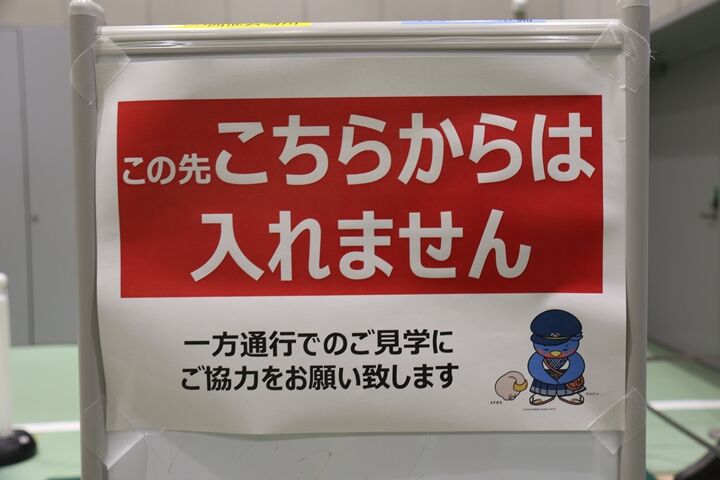 この先こちらからは
入れません
一方通行でのご見学に
ご協力をお願い致します